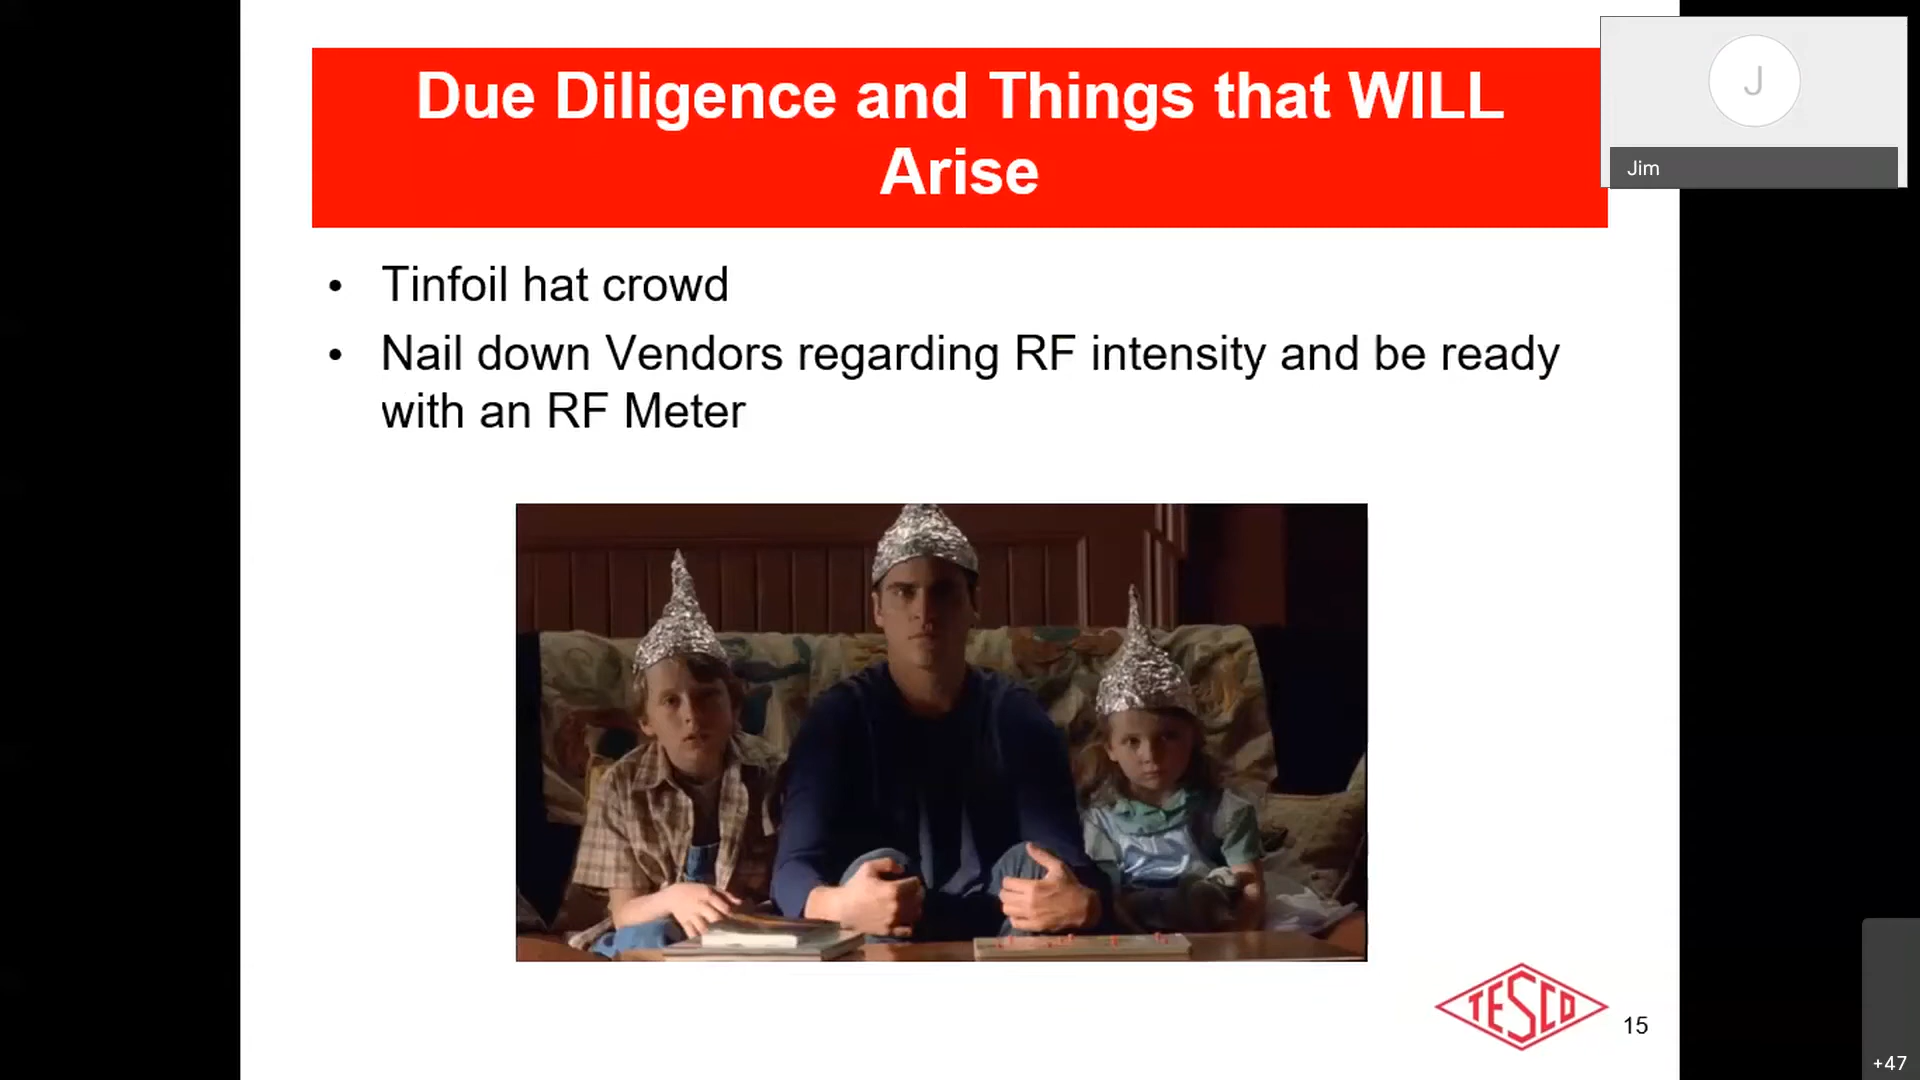 Due Diligence and Things that WILL
Arise
J
Jim
• Tinfoil hat crowd
• Nail down Vendors regarding RF intensity and be ready
with an RF Meter
TESCO
15
+47